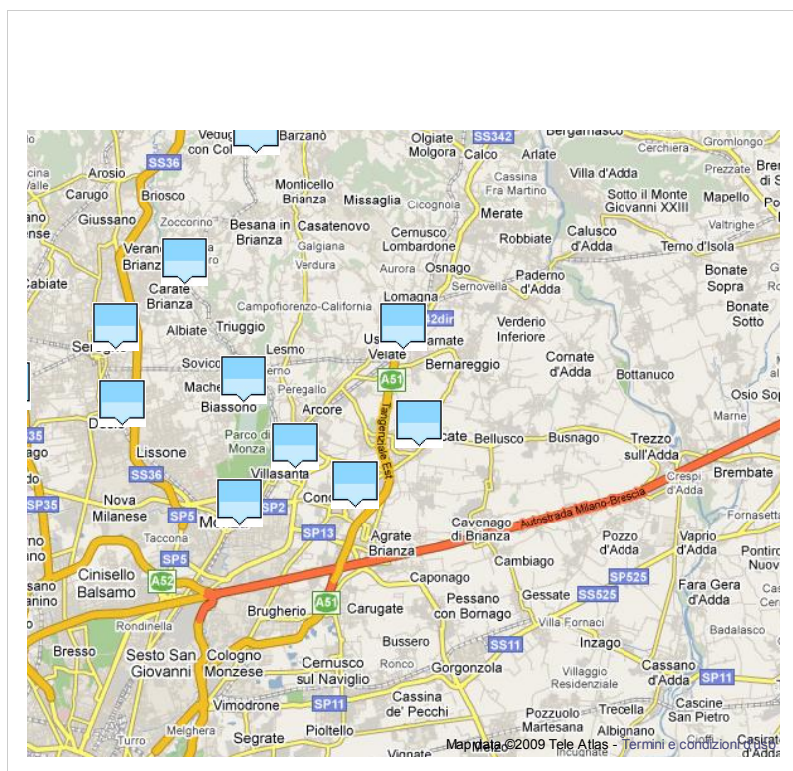 Barzanò
con Col
Olgiate
Molgora
SS342
Calco
Arlate
Bergamasco
Cerchiera
Gromlongo
Prezzate
Villa d'Adda
SS36
Arosio
Carugo
Briosco
Giussano
Monticello
Brianza
Missaglia
Cicognola
Cassina
Fra Martino
Merate
Sotto il Monte
Giovanni XXIII
Mapello
Valtrighe
Zoccorino
Besana in
Brianza
Casatenovo
Galgiana
Verdura
Cernusco
Lombardone
Robbiate
Calusco
d'Adda
Terno d'Isola
Carate
Brianza
Aurora
Osnago
Sernovella
Paderno
d'Adda
Bonate
Sopra
Campofiorenzo-California
Lomagna
Bonate
Sotto
Albiate
Triuggio
Verderio
Inferiore
Lesmo
Velate
Bernareggio
Cornate
d'Adda
Peregallo
A51
Bottanuco
Biassono
Arcore
Tangenziale Est
Marne
Parco di
Monza
Bellusco
Busnago
Trezzo
sull'Adda
Lissone
Villasanta
SS36
Crespi
d'Adda
Brembate
SP35
Nova
Milanese
SP5
SP2
SP13
Autostrada Milano-Brescia
Taccona
Agrate
Brianza
Cavenago
di Brianza
Pozzo
d'Adda
Vaprio
d'Adda
SP5
Cinisello
Balsamo
A52
Caponago
Cambiago
SP525
Brugherio
A51
Carugate
Pessano
con Bornago
Gessate
SS525
Fara Gera
d'Adda
Rondinella
Villa Fornaci
Badalasco
Bresso
Sesto San
Giovanni
Cologno
Monzese
Bussero
Ronco
SS11
Inzago
Cernusco
sul Naviglio
Gorgonzola
Villaggio
Residenziale
Cassano
d'Adda
SP11
Vimodrone
SP11
Cassina
de' Pecchi
Pozzuolo
Martesana
Trecella
Cascine
San Pietro
Melghera
Pioltello
Albignano
Turro
Segrate
Vignate
Map data ©2009 Tele Atlas - Termini e condizioni d'uso